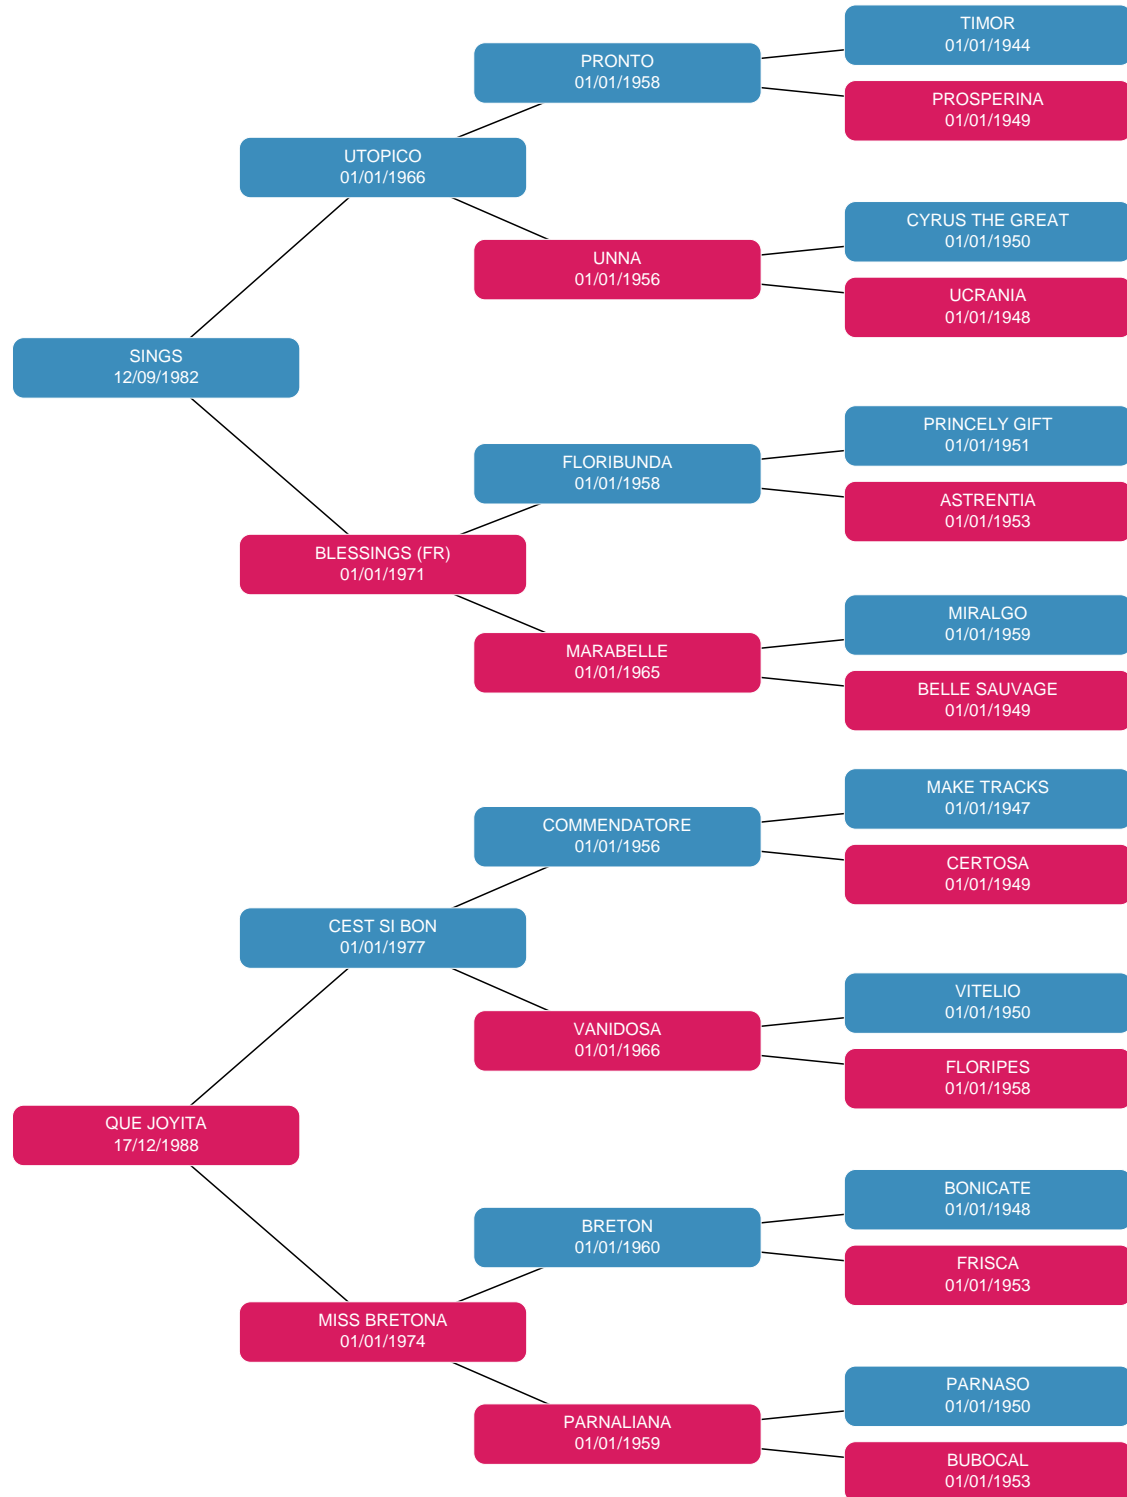 TIMOR
01/01/1944
PRONTO
01/01/1958
PROSPERINA
01/01/1949
UTOPICO
01/01/1966
CYRUS THE GREAT
01/01/1950
UNNA
01/01/1956
UCRANIA
01/01/1948
SINGS
12/09/1982
PRINCELY GIFT
01/01/1951
FLORIBUNDA
01/01/1958
ASTRENTIA
01/01/1953
BLESSINGS (FR)
01/01/1971
MIRALGO
01/01/1959
MARABELLE
01/01/1965
BELLE SAUVAGE
01/01/1949
MAKE TRACKS
01/01/1947
COMMENDATORE
01/01/1956
CERTOSA
01/01/1949
CEST SI BON
01/01/1977
VITELIO
01/01/1950
VANIDOSA
01/01/1966
FLORIPES
01/01/1958
QUE JOYITA
17/12/1988
BONICATE
01/01/1948
BRETON
01/01/1960
FRISCA
01/01/1953
MISS BRETONA
01/01/1974
PARNASO
01/01/1950
PARNALIANA
01/01/1959
BUBOCAL
01/01/1953